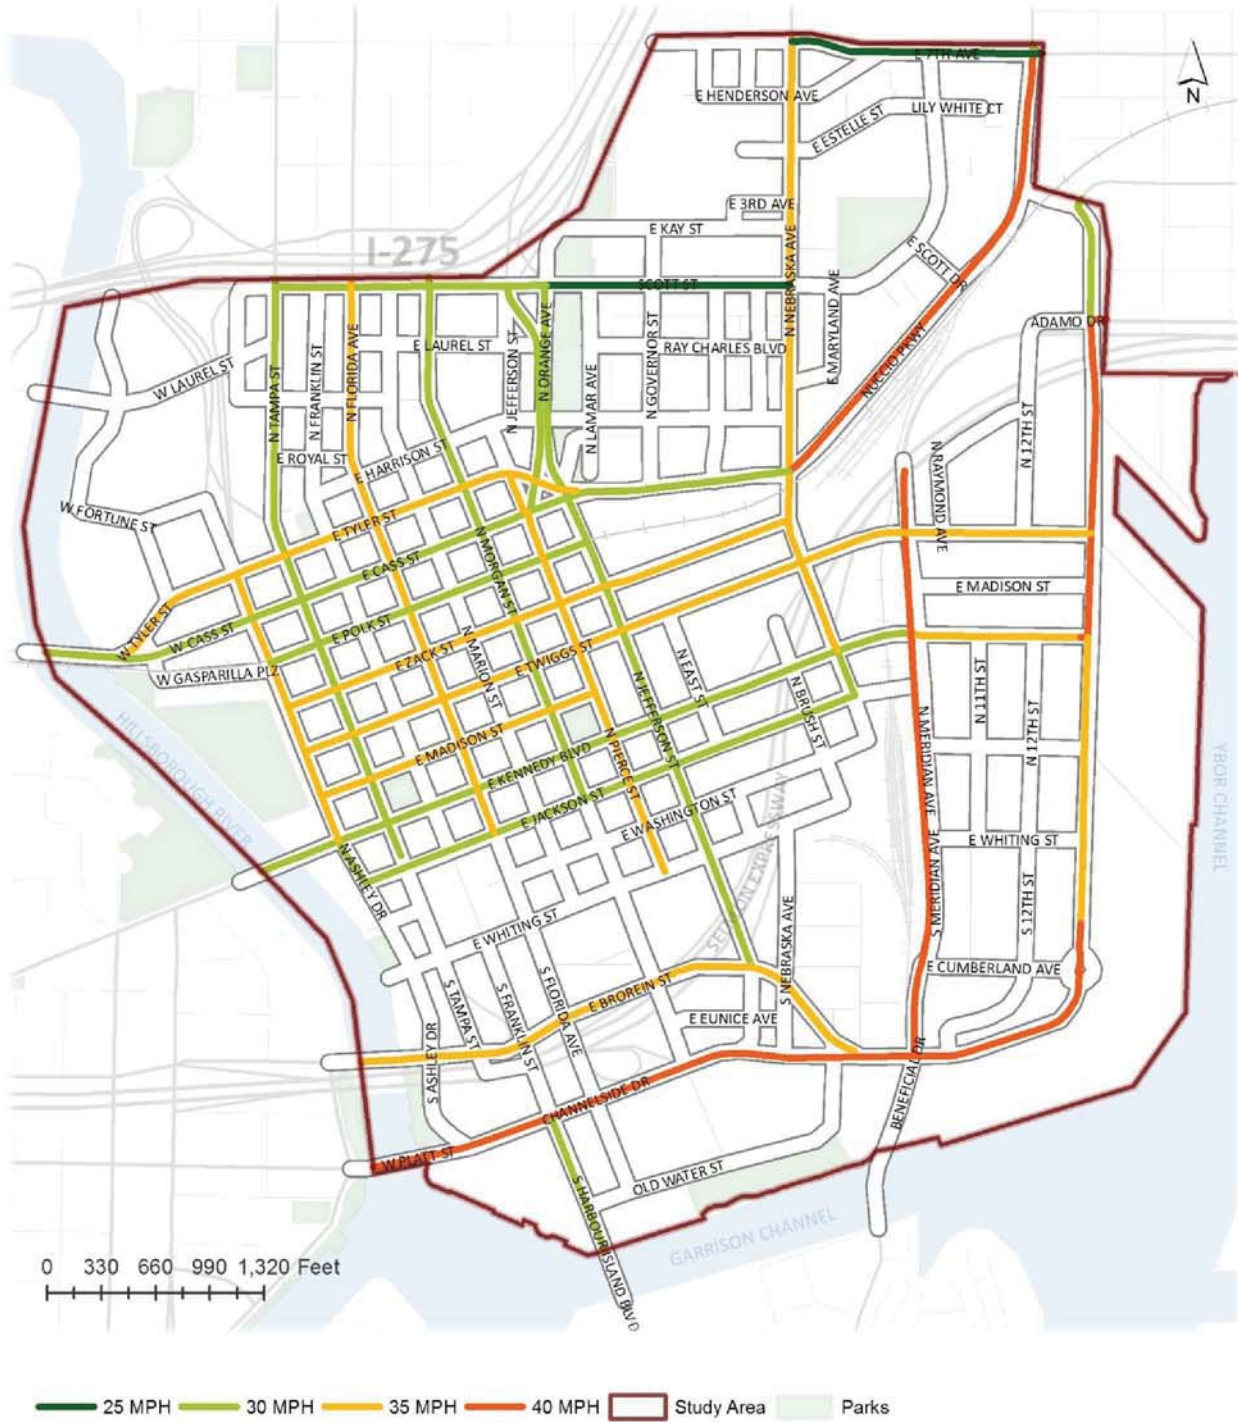 E 7TH AVE
N
E HENDERSON AVE
LILY WHITE CT
E ESTELLE ST
E 3RD AVE
E KAY ST
I-275
E SCOTT DR
N NEBRASKA AVE
SCOTT ST
E MARYLAND AVE
N ORANGE AVE
N GOVERNOR ST
ADAMO DR
E LAUREL ST
RAY CHARLES BLVD
N FLORIDA AVE
N JEFFERSON ST
W LAUREL ST
N TAMPA ST
N FRANKLIN ST
N LAMAR AVE
NUCCIO PKWY
N 12TH ST
E ROYAL ST
E HARRISON ST
N RAYMOND AVE
W FORTUNE ST
E TYLER ST
E CASS ST
N MORGAN ST
E MADISON ST
W TYLER ST
W CASS ST
E POLK ST
N MARION ST
E ZACK ST
E TWIGGS ST
W GASPARILLA PLZ
N EAST ST
N JEFFERSON ST
N BRUSH ST
N 11TH ST
N 12TH ST
E MADISON ST
N PIERCE ST
HILLSBOROUGH RIVER
E KENNEDY BLVD
N MERIDIAN AVE
YBOR CHANNEL
E JACKSON ST
E WASHINGTON ST
E WHITING ST
N ASHLEY DR
S MERIDIAN AVE
S 12TH ST
E WHITING ST
S NEBRASKA AVE
E CUMBERLAND AVE
E BROREIN ST
S TAMPA ST
S FRANKLIN ST
S FLORIDA AVE
E EUNICE AVE
S ASHLEY DR
BENEFICIAL DR
CHANNELSIDE DR
W PLATT ST
OLD WATER ST
S HARBOUR ISLAND BLVD
GARRISON CHANNEL
0 330 660 990 1,320 Feet
25 MPH 30 MPH 35 MPH 40 MPH Study Area Parks